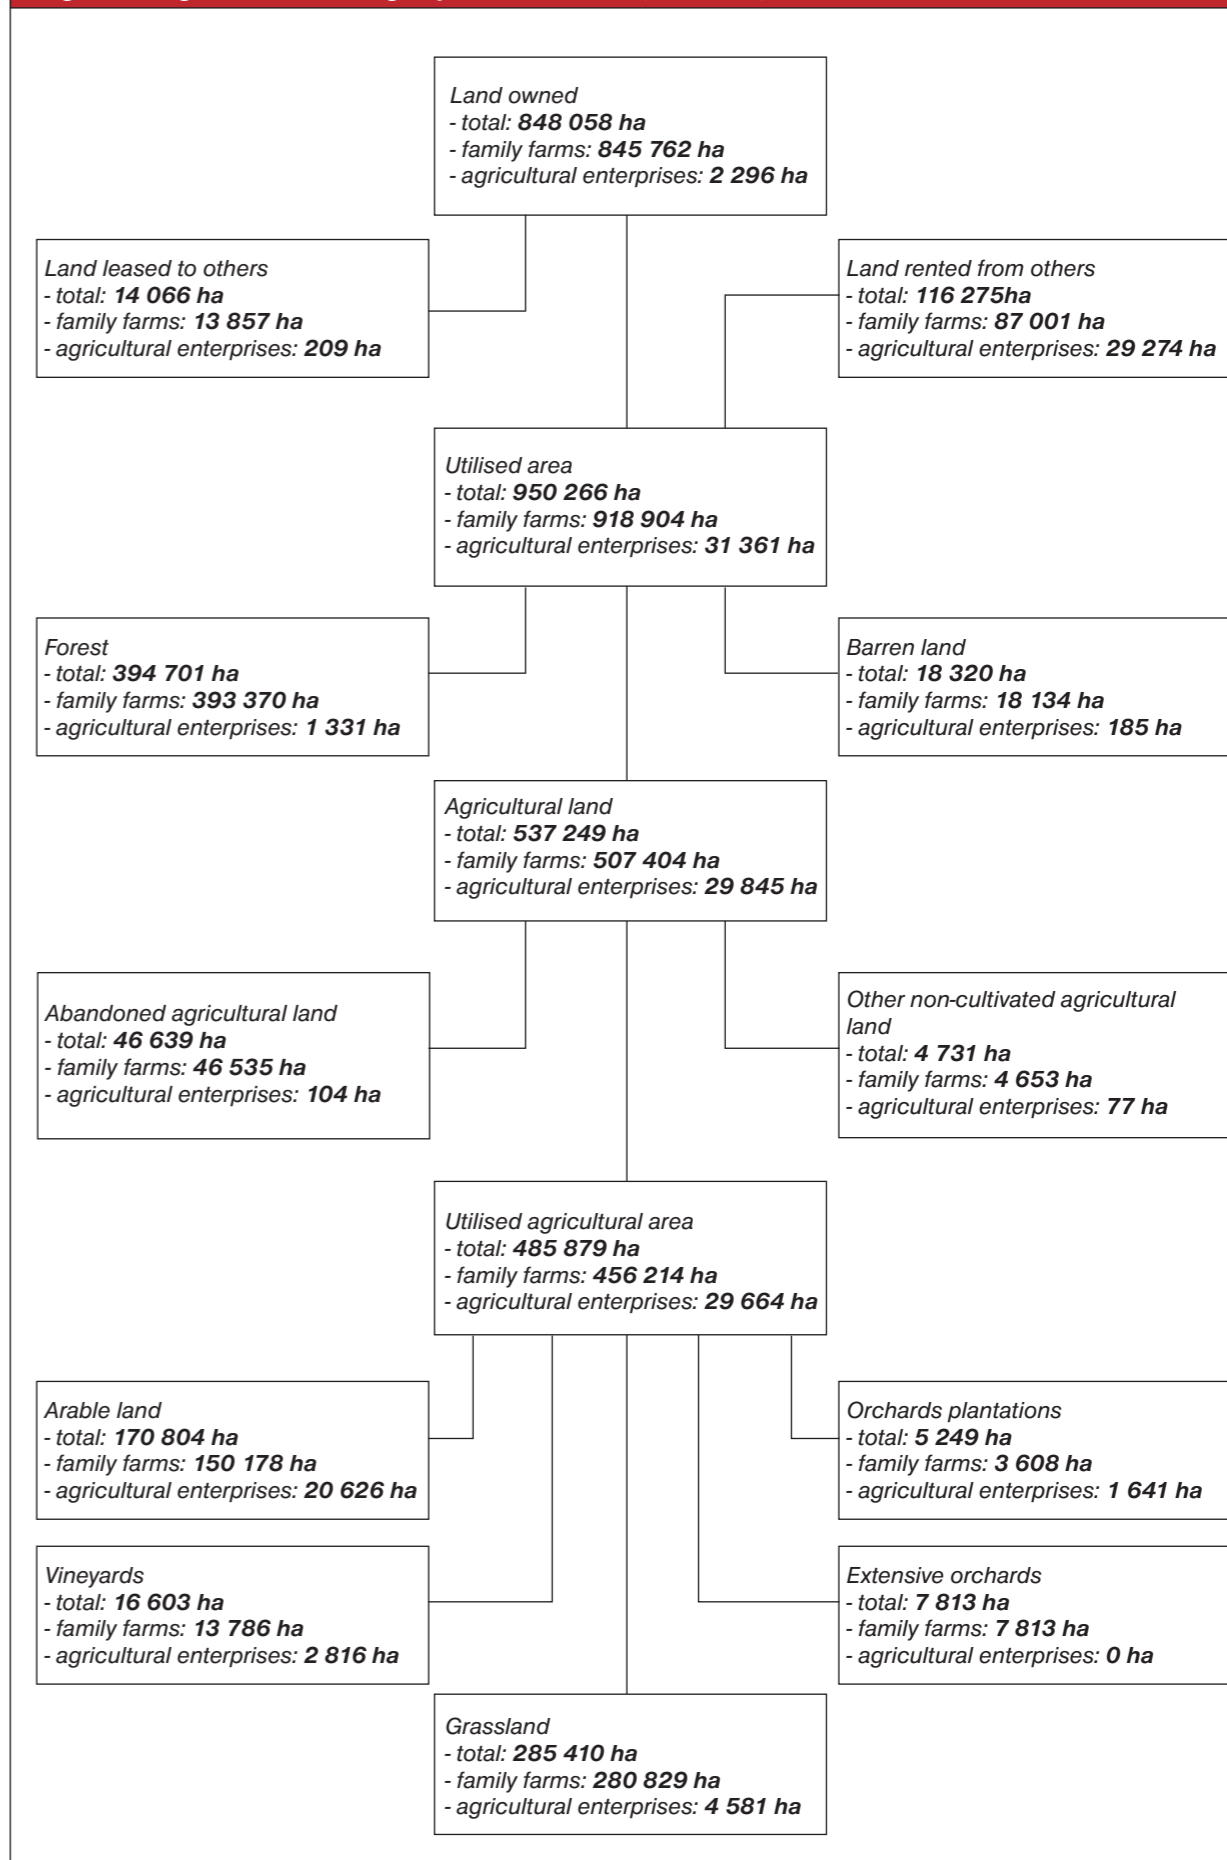 Land owned
- total: 848 058 ha
- family farms: 845 762 ha
- agricultural enterprises: 2 296 ha
Land leased to others
- total: 14 066 ha
- family farms: 13 857 ha
- agricultural enterprises: 209 ha
Land rented from others
- total: 116 275ha
- family farms: 87 001 ha
- agricultural enterprises: 29 274 ha
Utilised area
- total: 950 266 ha
- family farms: 918 904 ha
- agricultural enterprises: 31 361 ha
Forest
- total: 394 701 ha
- family farms: 393 370 ha
- agricultural enterprises: 1 331 ha
Barren land
- total: 18 320 ha
- family farms: 18 134 ha
- agricultural enterprises: 185 ha
Agricultural land
- total: 537 249 ha
- family farms: 507 404 ha
- agricultural enterprises: 29 845 ha
Abandoned agricultural land
- total: 46 639 ha
- family farms: 46 535 ha
- agricultural enterprises: 104 ha
Other non-cultivated agricultural
land
- total: 4 731 ha
- family farms: 4 653 ha
- agricultural enterprises: 77 ha
Utilised agricultural area
- total: 485 879 ha
- family farms: 456 214 ha
- agricultural enterprises: 29 664 ha
Arable land
- total: 170 804 ha
- family farms: 150 178 ha
- agricultural enterprises: 20 626 ha
Orchards plantations
- total: 5 249 ha
- family farms: 3 608 ha
- agricultural enterprises: 1 641 ha
Vineyards
- total: 16 603 ha
- family farms: 13 786 ha
- agricultural enterprises: 2 816 ha
Extensive orchards
- total: 7 813 ha
- family farms: 7 813 ha
- agricultural enterprises: 0 ha
Grassland
- total: 285 410 ha
- family farms: 280 829 ha
- agricultural enterprises: 4 581 ha